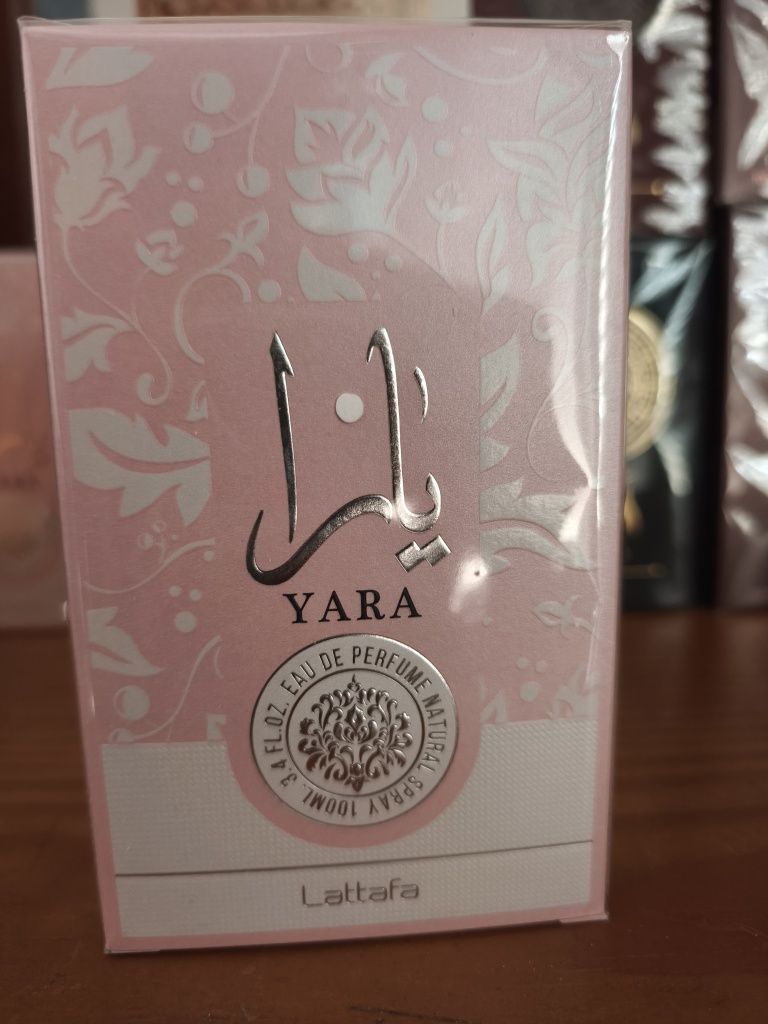 يارا
YARA
EAU DE PERFUME NATURAL SPRAY 100ML. 3.4 FL.OZ.
Lattafa